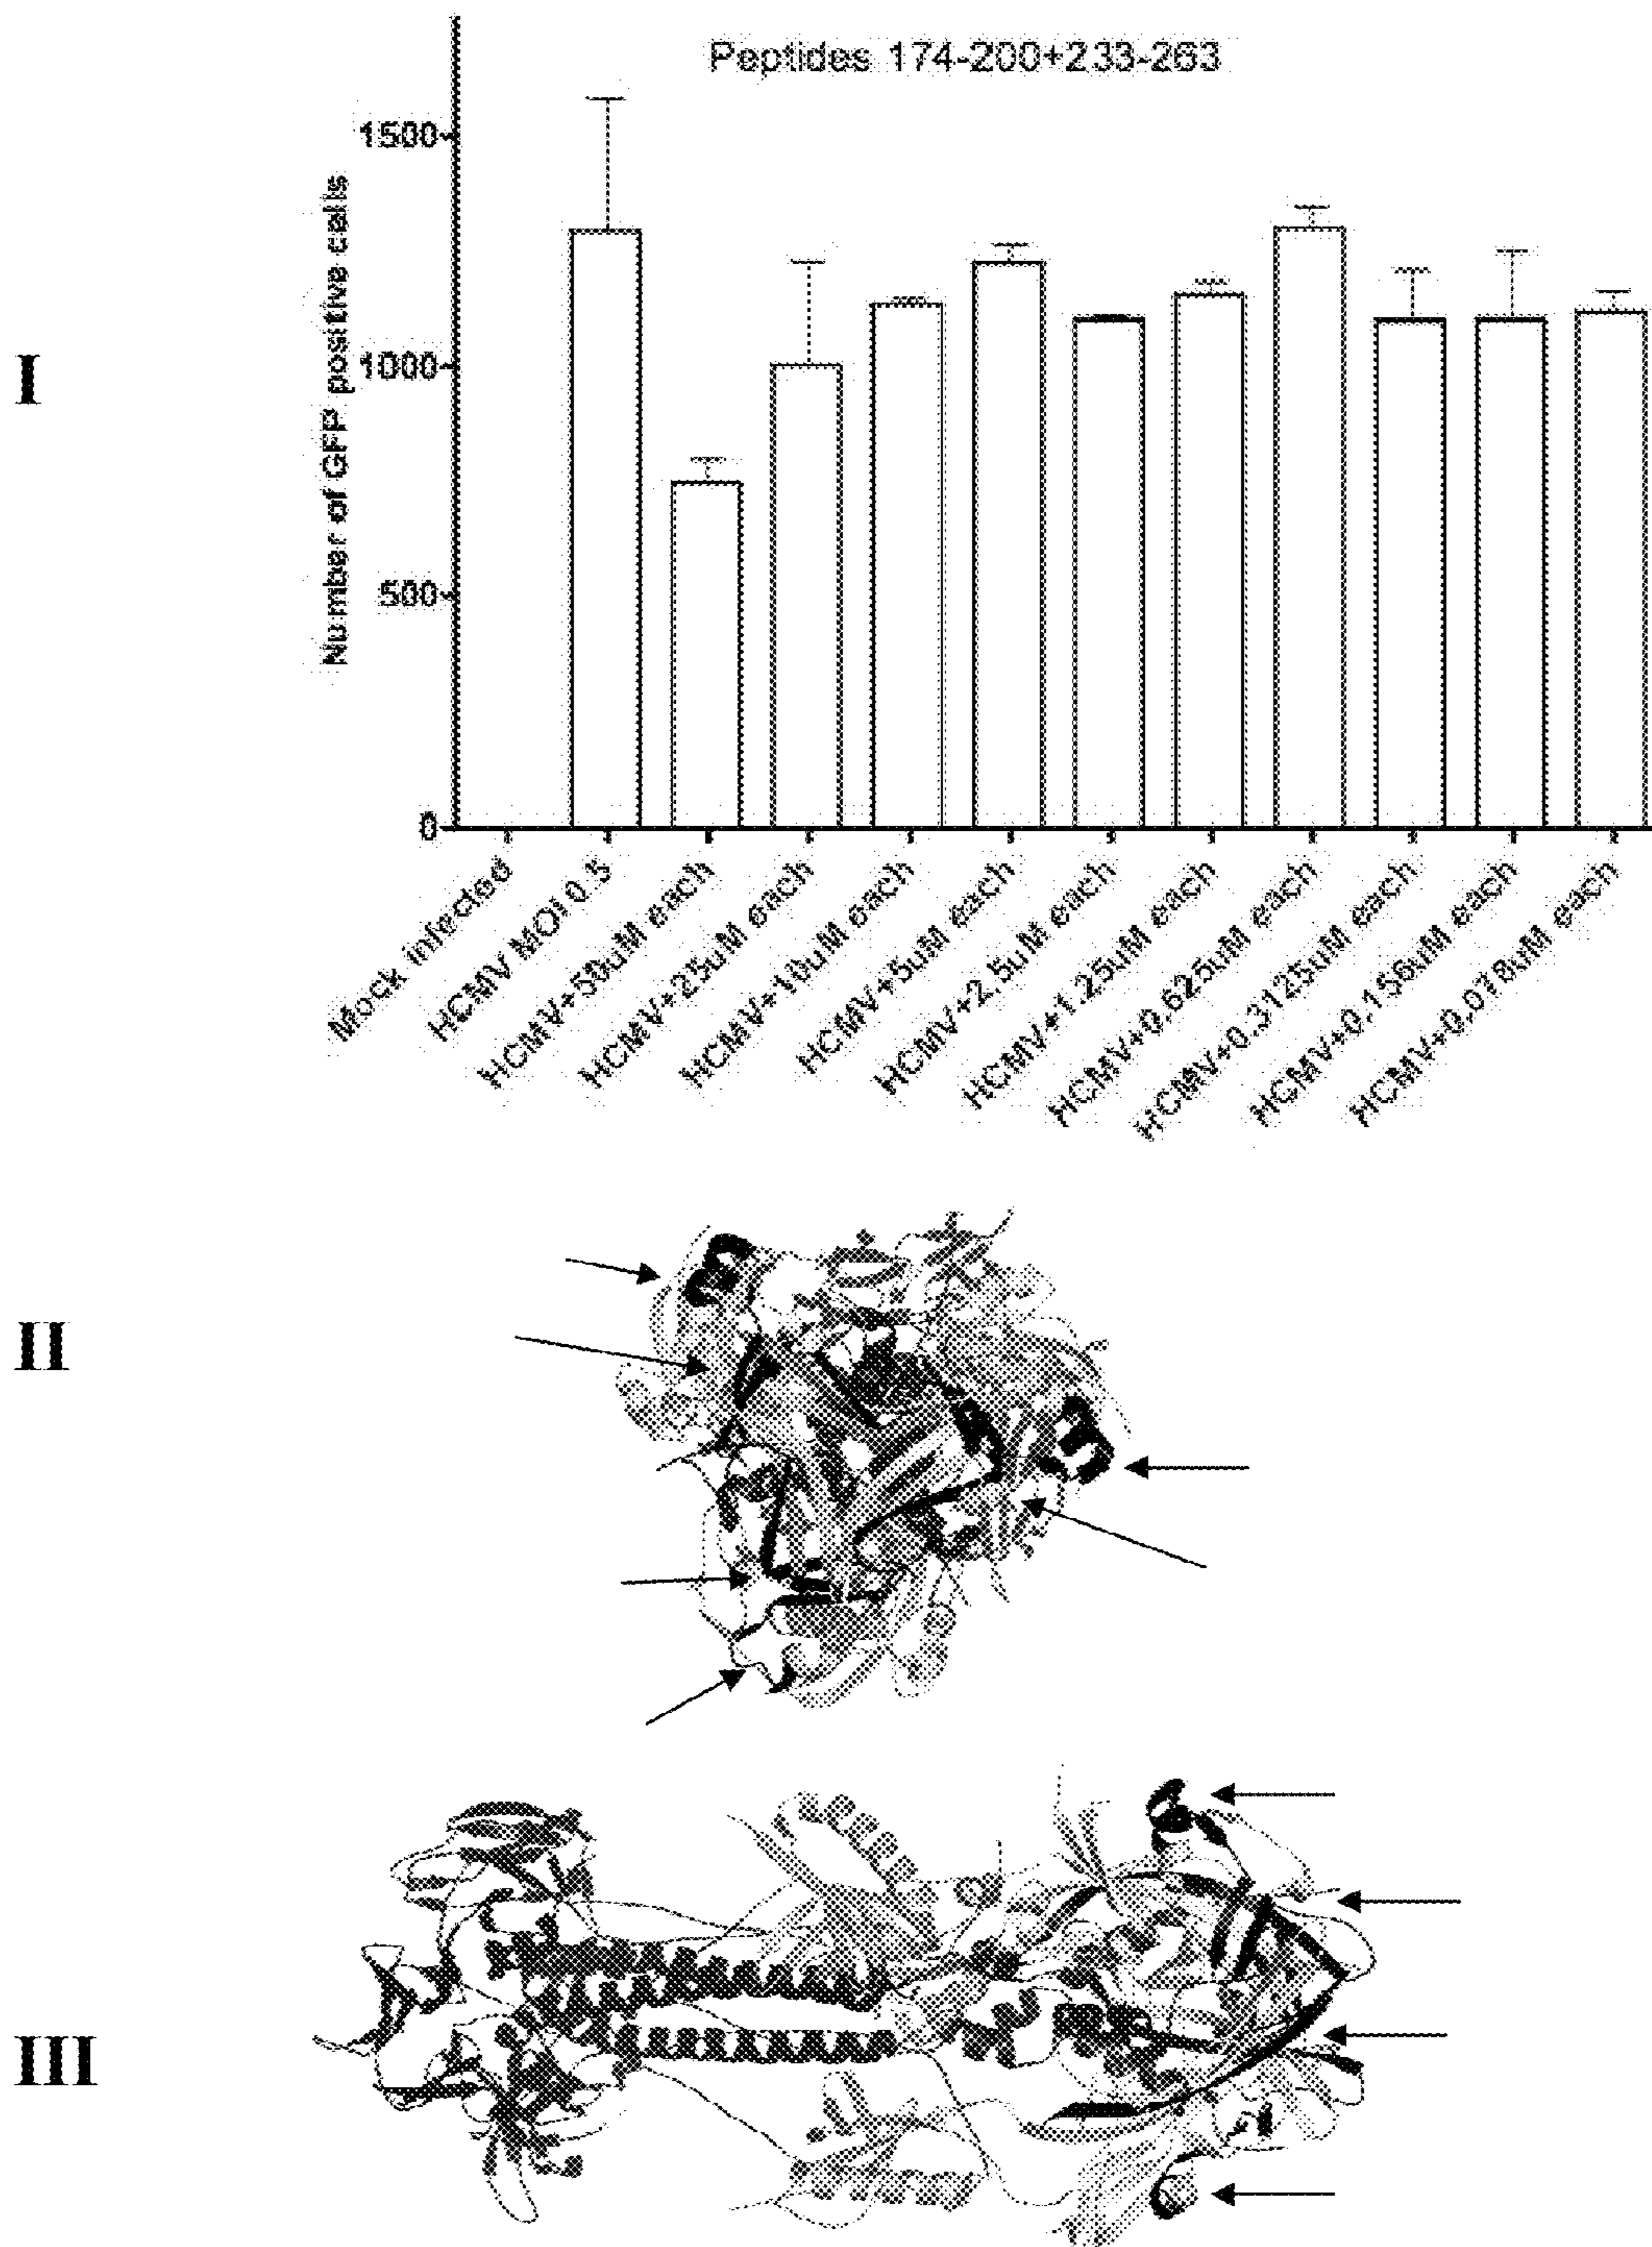 Peptides 174-200+233-263
1500
1000
500
0
Number of GFP positive cells
I
Mock infected
HCMV MOI 0.5
HCMV+50uM each
HCMV+25uM each
HCMV+10uM each
HCMV+5uM each
HCMV+2,5uM each
HCMV+1,25uM each
HCMV+0,625uM each
HCMV+0,3125uM each
HCMV+0,156uM each
HCMV+0,078uM each
II
III